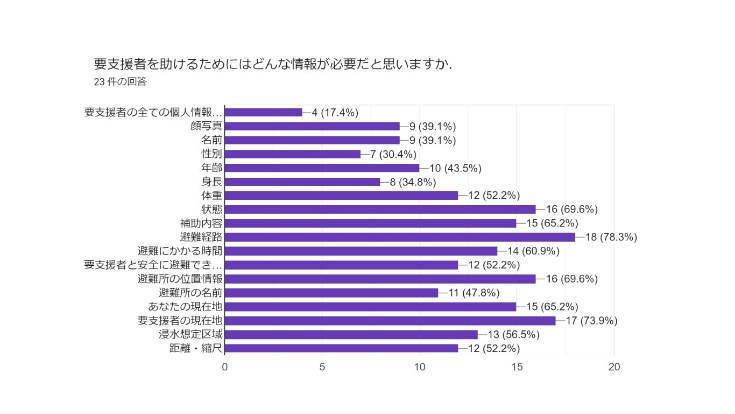 要支援者を助けるためにはどんな情報が必要だと思いますか.
23 件の回答
要支援者の全ての個人情報… 4 (17.4%)
顔写真 9 (39.1%)
名前 9 (39.1%)
性別 7 (30.4%)
年齢 10 (43.5%)
身長 8 (34.8%)
体重 12 (52.2%)
状態 16 (69.6%)
補助内容 15 (65.2%)
避難経路 18 (78.3%)
避難にかかる時間 14 (60.9%)
要支援者と安全に避難でき… 12 (52.2%)
避難所の位置情報 16 (69.6%)
避難所の名前 11 (47.8%)
あなたの現在地 15 (65.2%)
要支援者の現在地 17 (73.9%)
浸水想定区域 13 (56.5%)
距離・縮尺 12 (52.2%)
0 5 10 15 20